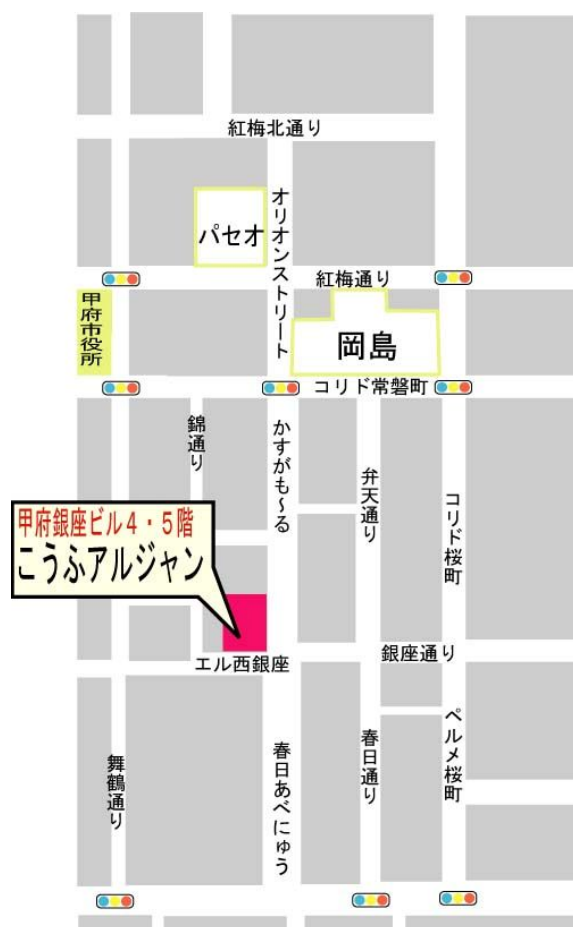 紅梅北通り
オリオンストリート
パセオ
紅梅通り
甲府市役所
岡島
コリド常磐町
錦通り
かすがも~る
弁天通り
コリド桜町
甲府銀座ビル4・5階
こうふアルジャン
銀座通り
エル西銀座
舞鶴通り
春日あべにゅう
春日通り
ペルメ桜町